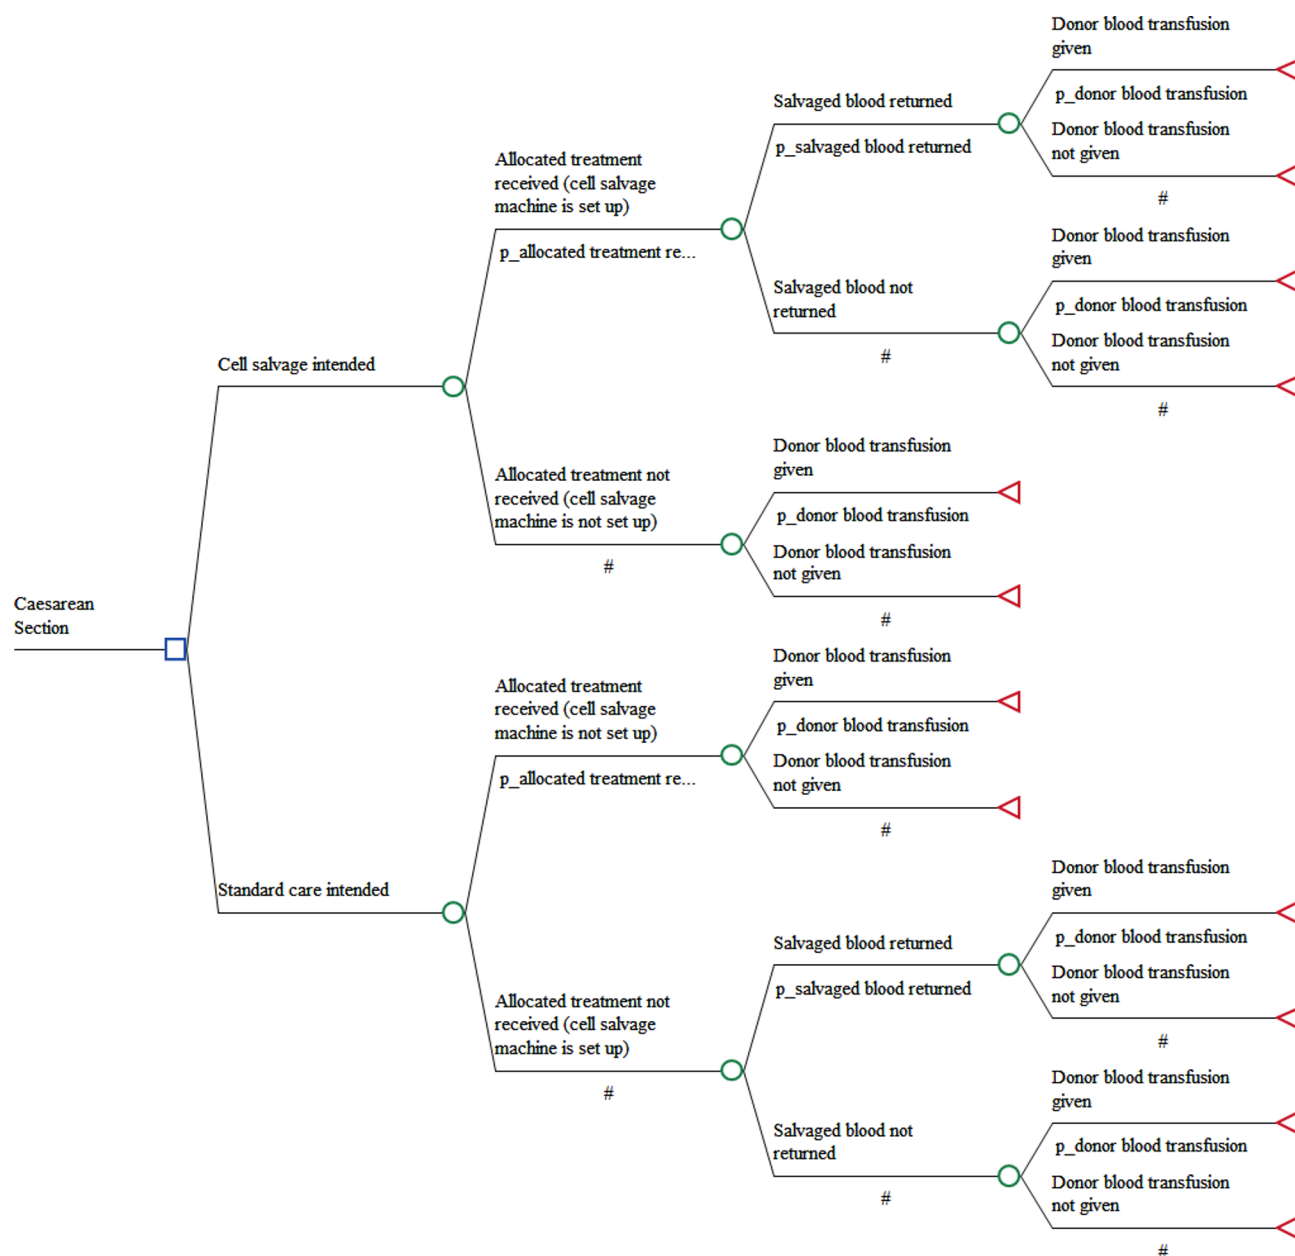 Caesarean
Section
Cell salvage intended
Allocated treatment
received (cell salvage
machine is set up)
p_allocated treatment re...
Salvaged blood returned
p_salvaged blood returned
Donor blood transfusion
given
p_donor blood transfusion
Donor blood transfusion
not given
#
Salvaged blood not
returned
#
Donor blood transfusion
given
p_donor blood transfusion
Donor blood transfusion
not given
#
Allocated treatment not
received (cell salvage
machine is not set up)
#
Donor blood transfusion
given
p_donor blood transfusion
Donor blood transfusion
not given
#
Standard care intended
Allocated treatment
received (cell salvage
machine is not set up)
p_allocated treatment re...
Donor blood transfusion
given
p_donor blood transfusion
Donor blood transfusion
not given
#
Allocated treatment not
received (cell salvage
machine is set up)
#
Salvaged blood returned
p_salvaged blood returned
Donor blood transfusion
given
p_donor blood transfusion
Donor blood transfusion
not given
#
Salvaged blood not
returned
#
Donor blood transfusion
given
p_donor blood transfusion
Donor blood transfusion
not given
#